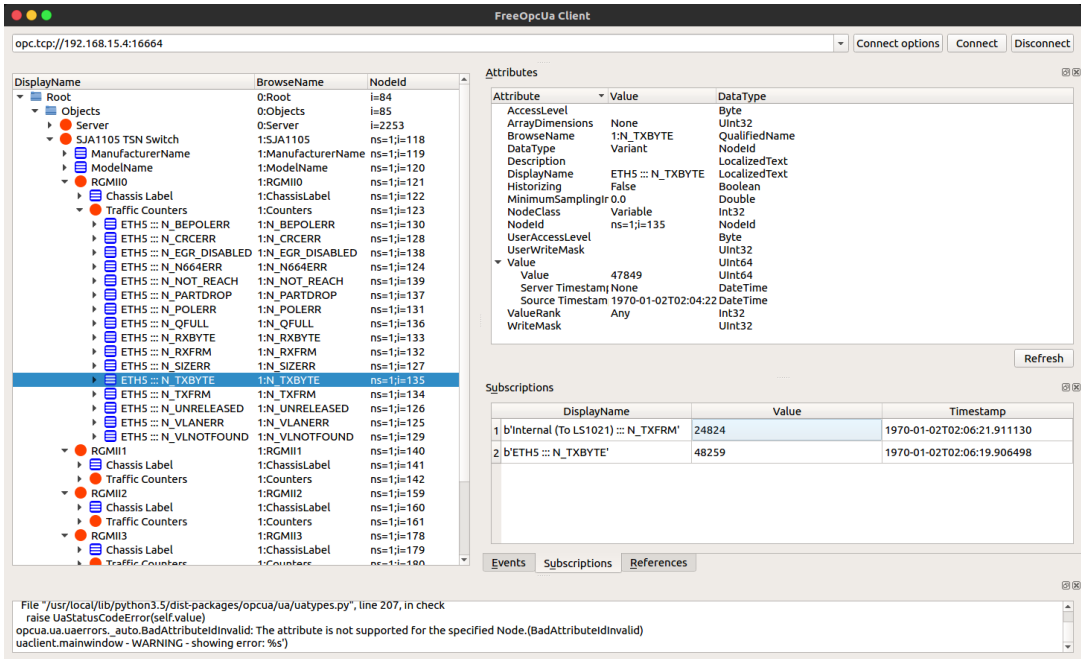 FreeOpcUa Client
opc.tcp://192.168.15.4:16664 Connect options Connect Disconnect
DisplayName BrowseName NodeId
Root 0:Root i=84
Objects 0:Objects i=85
Server 0:Server i=2253
SJA1105 TSN Switch 1:SJA1105 ns=1;i=118
ManufacturerName 1:ManufacturerName ns=1;i=119
ModelName 1:ModelName ns=1;i=120
RGMII0 1:RGMII0 ns=1;i=121
Chassis Label 1:ChassisLabel ns=1;i=122
Traffic Counters 1:Counters ns=1;i=123
ETH5 ::: N_BEPOLERR 1:N_BEPOLERR ns=1;i=130
ETH5 ::: N_CRCERR 1:N_CRCERR ns=1;i=128
ETH5 ::: N_EGR_DISABLED 1:N_EGR_DISABLED ns=1;i=138
ETH5 ::: N_N664ERR 1:N_N664ERR ns=1;i=124
ETH5 ::: N_NOT_REACH 1:N_NOT_REACH ns=1;i=139
ETH5 ::: N_PARTDROP 1:N_PARTDROP ns=1;i=137
ETH5 ::: N_POLERR 1:N_POLERR ns=1;i=131
ETH5 ::: N_QFULL 1:N_QFULL ns=1;i=136
ETH5 ::: N_RXBYTE 1:N_RXBYTE ns=1;i=133
ETH5 ::: N_RXFRM 1:N_RXFRM ns=1;i=132
ETH5 ::: N_SIZERR 1:N_SIZERR ns=1;i=127
ETH5 ::: N_TXBYTE 1:N_TXBYTE ns=1;i=135
ETH5 ::: N_TXFRM 1:N_TXFRM ns=1;i=134
ETH5 ::: N_UNRELEASED 1:N_UNRELEASED ns=1;i=126
ETH5 ::: N_VLANERR 1:N_VLANERR ns=1;i=125
ETH5 ::: N_VLNOTFOUND 1:N_VLNOTFOUND ns=1;i=129
RGMII1 1:RGMII1 ns=1;i=140
Chassis Label 1:ChassisLabel ns=1;i=141
Traffic Counters 1:Counters ns=1;i=142
RGMII2 1:RGMII2 ns=1;i=159
Chassis Label 1:ChassisLabel ns=1;i=160
Traffic Counters 1:Counters ns=1;i=161
RGMII3 1:RGMII3 ns=1;i=178
Chassis Label 1:ChassisLabel ns=1;i=179
Traffic Counters 1:Counters ns=1;i=180
Attributes
Attribute Value DataType
AccessLevel Byte
ArrayDimensions None UInt32
BrowseName 1:N_TXBYTE QualifiedName
DataType Variant NodeId
Description LocalizedText
DisplayName ETH5 ::: N_TXBYTE LocalizedText
Historizing False Boolean
MinimumSamplingIr 0.0 Double
NodeClass Variable Int32
NodeId ns=1;i=135 NodeId
UserAccessLevel Byte
UserWriteMask UInt32
Value UInt64
Value 47849 UInt64
Server Timestamp None DateTime
Source Timestam 1970-01-02T02:04:22 DateTime
ValueRank Any Int32
WriteMask UInt32
Refresh
Subscriptions
DisplayName Value Timestamp
1 b'Internal (To LS1021) ::: N_TXFRM' 24824 1970-01-02T02:06:21.911130
2 b'ETH5 ::: N_TXBYTE' 48259 1970-01-02T02:06:19.906498
Events Subscriptions References
File "/usr/local/lib/python3.5/dist-packages/opcua/ua/uatypes.py", line 207, in check
raise UaStatusCodeError(self.value)
opcua.ua.uaerrors._auto.BadAttributeIdInvalid: The attribute is not supported for the specified Node.(BadAttributeIdInvalid)
uaclient.mainwindow - WARNING - showing error: %s')